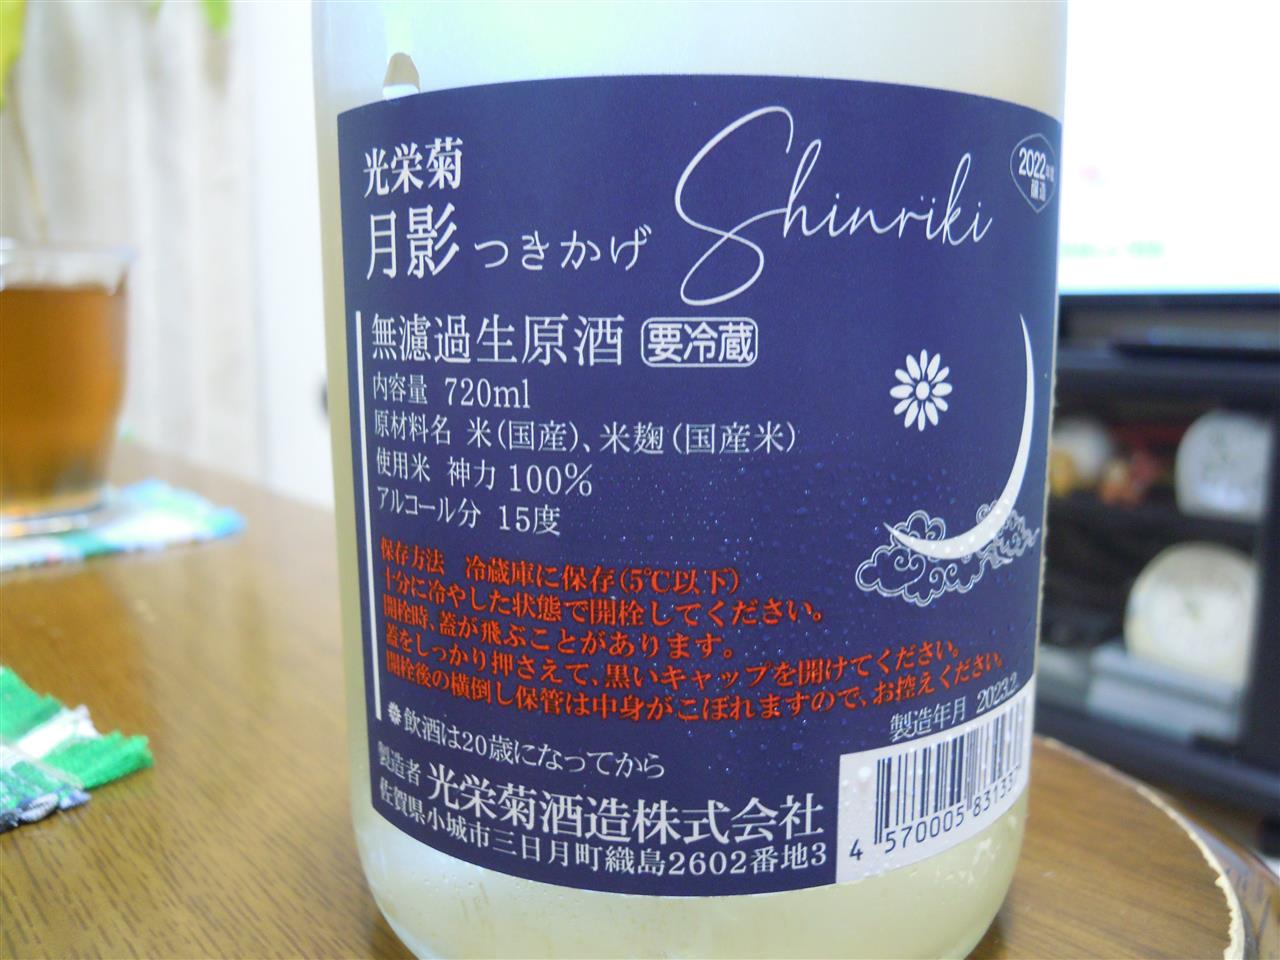 光栄菊
月影 つきかげ
Shinriki
2022年度
醸造
無濾過生原酒 要冷蔵
内容量 720ml
原材料名 米(国産)、米麹(国産米)
使用米 神力 100%
アルコール分 15度
保存方法 冷蔵庫に保存(5℃以下)
十分に冷やした状態で開栓してください。
開栓時、蓋が飛ぶことがあります。
蓋をしっかり押さえて、黒いキャップを開けてください。
開栓後の横倒し保管は中身がこぼれますので、お控えください。
製造年月 2023.2
飲酒は20歳になってから
製造者 光栄菊酒造株式会社
佐賀県小城市三日月町織島2602番地3
4 570005 83133